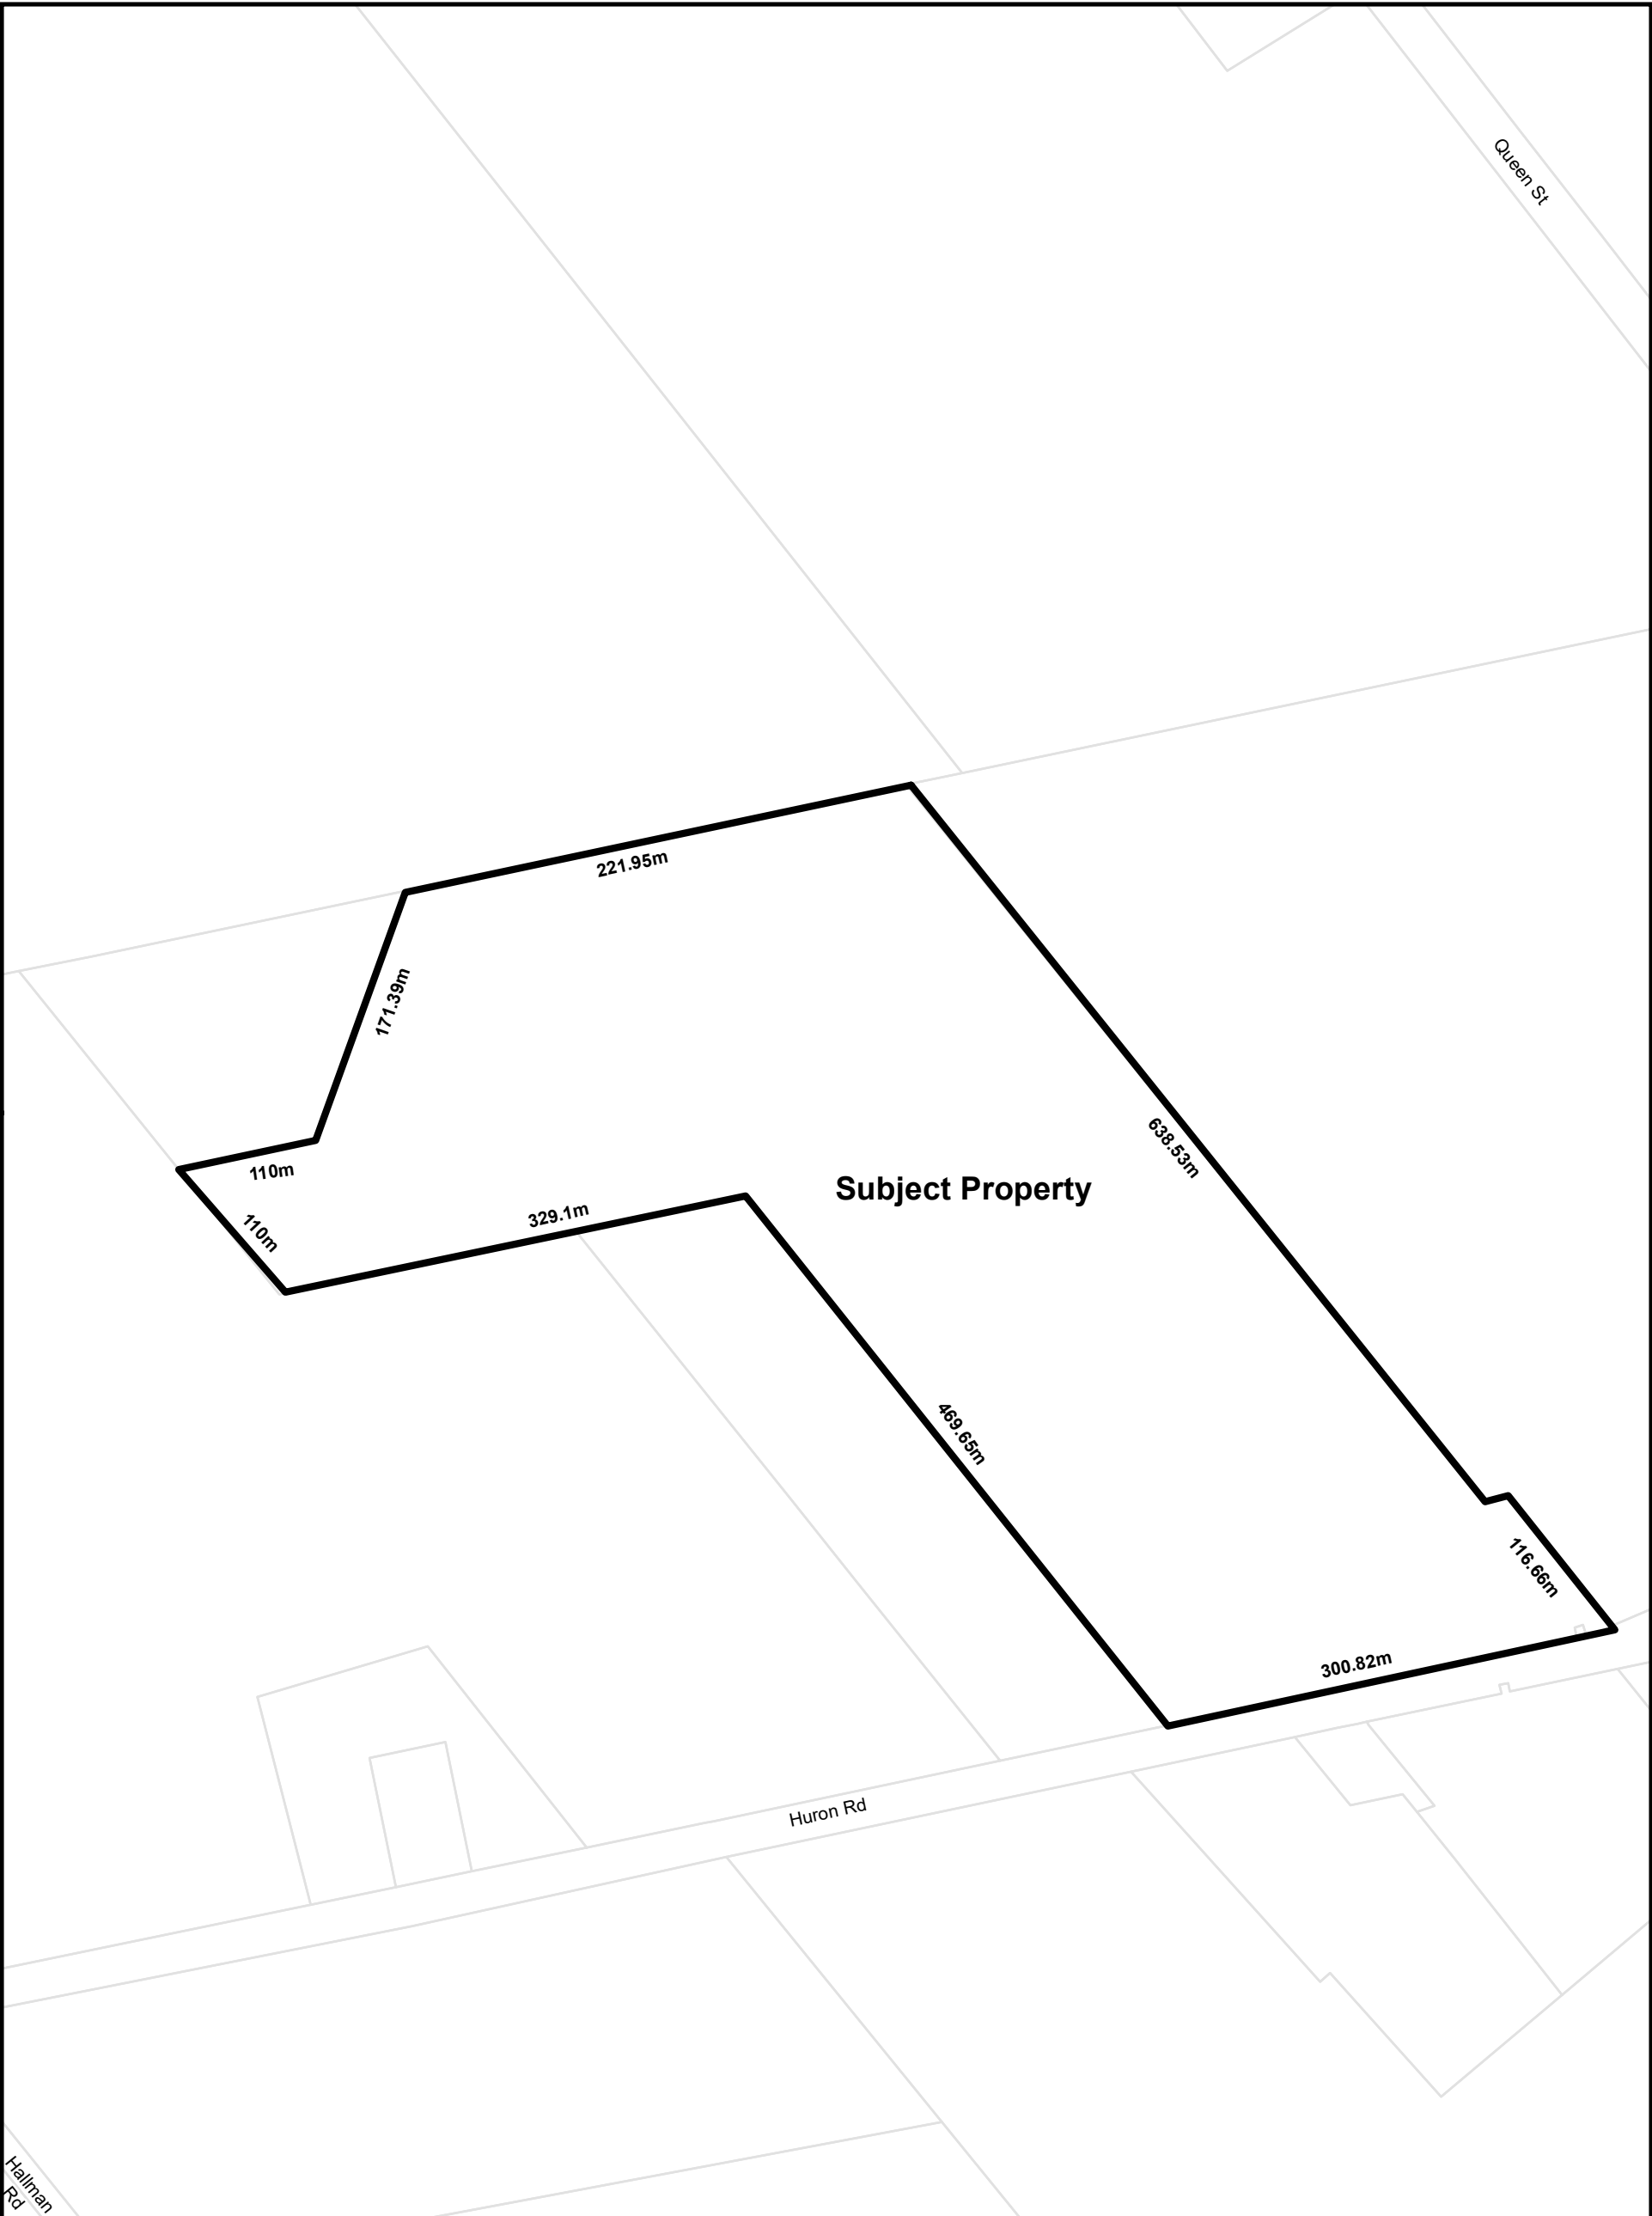 Queen St
221.95m
171.39m
638.53m
110m
Subject Property
110m
329.1m
469.65m
116.66m
300.82m
Huron Rd
Hallman
Rd